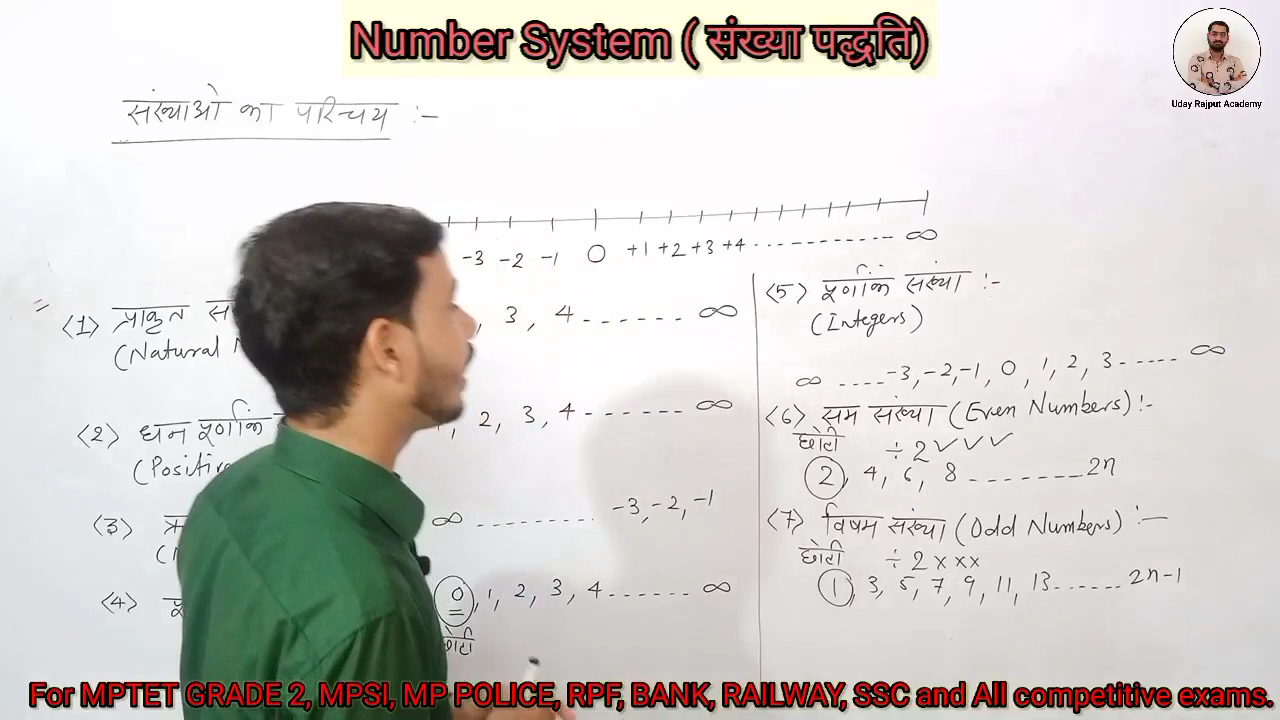 Number System ( संख्या पद्धति)
Uday Rajput Academy
संख्याओ का परिचय :-
-3 -2 -1 0 +1 +2 +3 +4 ----------- ∞
<1> प्राकृत
(Natural
, 3, 4 ------ ∞
<2> धन पूर्णांक
(Positive
, 2, 3, 4 ------- ∞
<3>
∞ --------- -3, -2, -1
<4>
0, 1, 2, 3, 4 ------ ∞
छोटी
<5> पूर्णांक संख्या :-
(Integers)
∞ ---- -3, -2, -1, 0, 1, 2, 3 ----- ∞
<6> सम संख्या (Even Numbers) :-
छोटी ÷ 2 ✓ ✓ ✓
2, 4, 6, 8 -------- 2n
<7> विषम संख्या (Odd Numbers) :-
छोटी ÷ 2 x x x
1, 3, 5, 7, 9, 11, 13 ------ 2n-1
For MPTET GRADE 2, MPSI, MP POLICE, RPF, BANK, RAILWAY, SSC and All competitive exams.